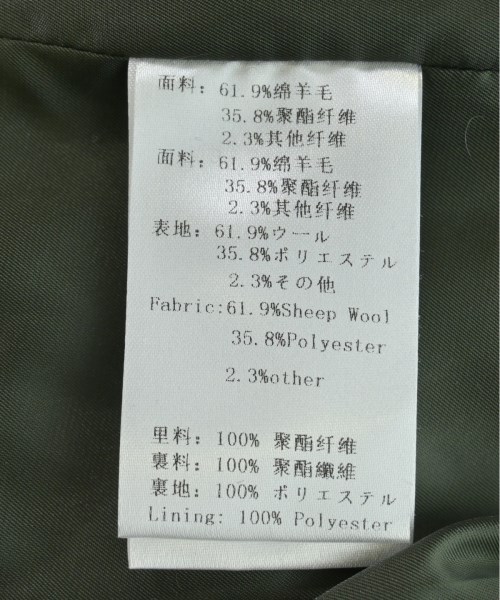 面料: 61.9%绵羊毛
35.8%聚酯纤维
2.3%其他纤维
面料: 61.9%绵羊毛
35.8%聚酯纤维
2.3%其他纤维
表地: 61.9%ウール
35.8%ポリエステル
2.3%その他
Fabric:61.9%Sheep Wool
35.8%Polyester
2.3%other
里料: 100% 聚酯纤维
裏料: 100% 聚酯纖維
裏地: 100% ポリエステル
Lining: 100% Polyester